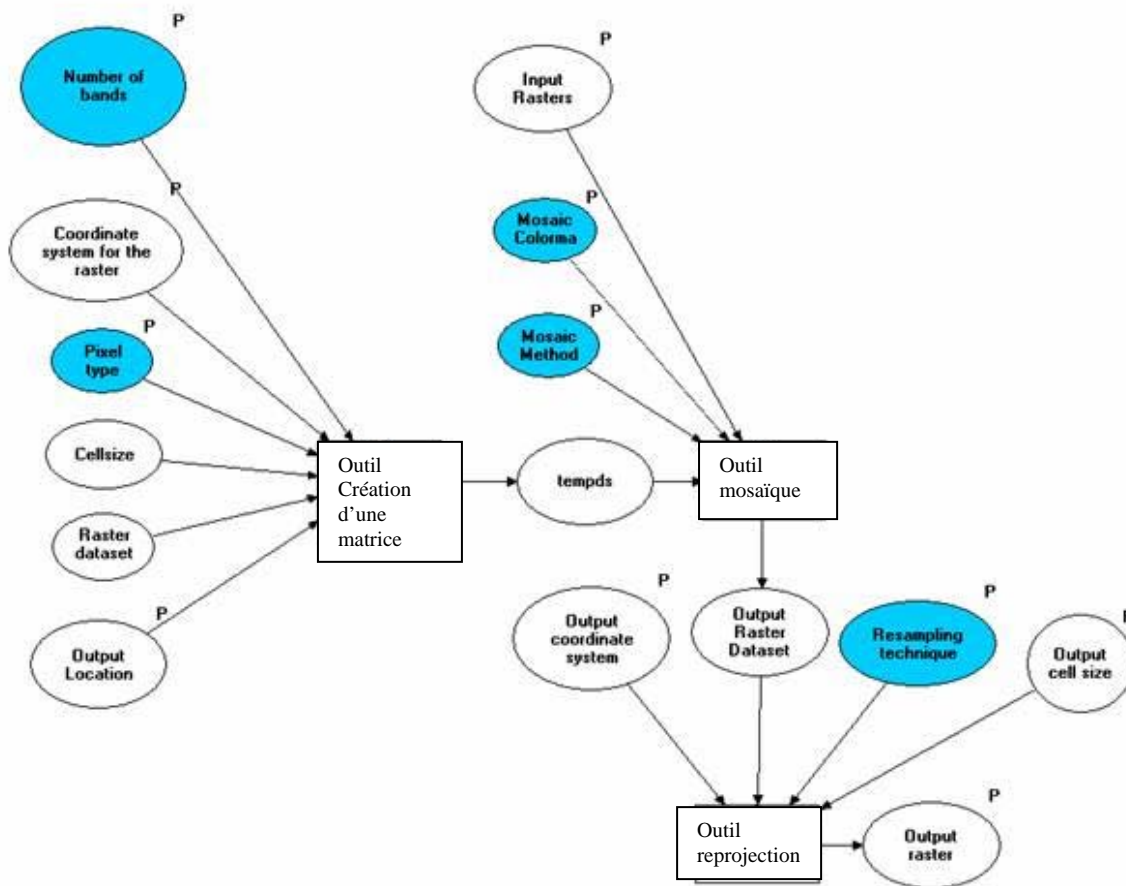 P
Number of
bands
P
Coordinate
system for the
raster
P
Pixel
type
Cellsize
Raster
dataset
P
Output
Location
Outil
Création
d'une
matrice
tempds
P
Input
Rasters
P
Mosaic
Colorma
P
Mosaic
Method
Outil
mosaïque
P
Output
coordinate
system
Output
Raster
Dataset
P
Resampling
technique
P
Output
cell size
Outil
reprojection
P
Output
raster